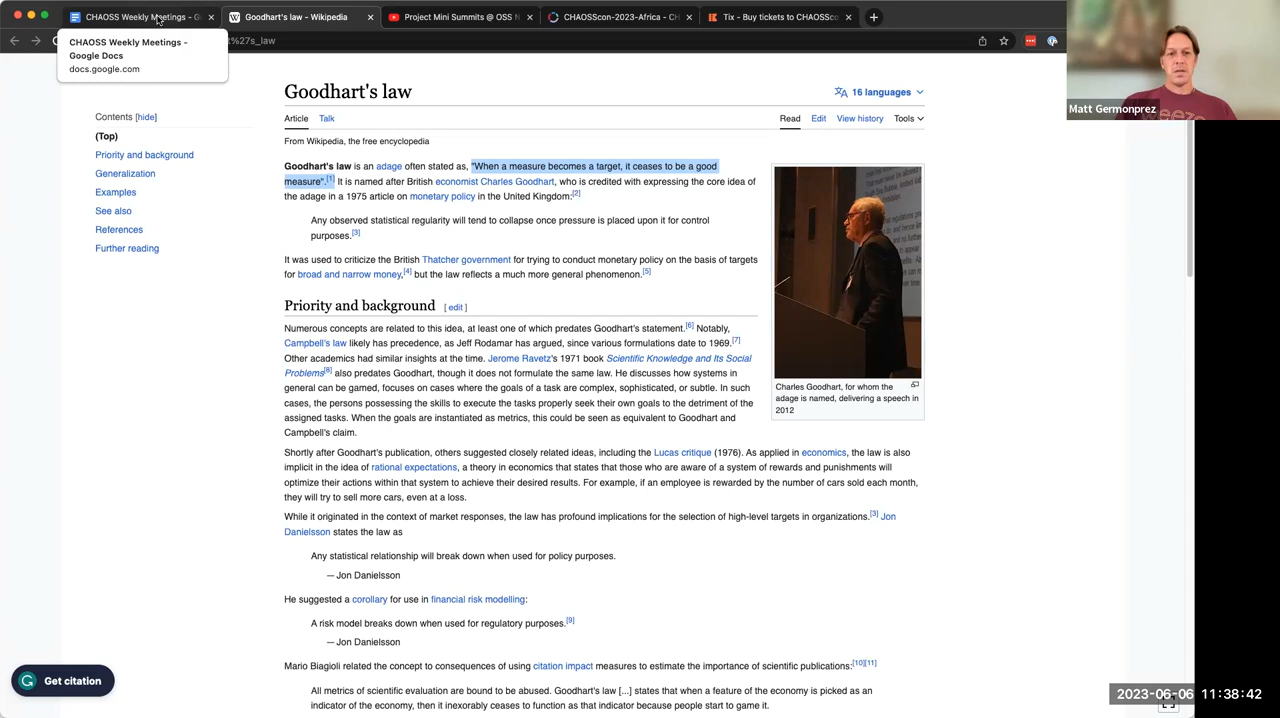 CHAOSS Weekly Meetings - G
Goodhart's law - Wikipedia
Project Mini Summits @ OSS N
CHAOSScon-2023-Africa - CH
Tix - Buy tickets to CHAOSSco
t%27s_law
CHAOSS Weekly Meetings -
Google Docs
docs.google.com
Matt Germonprez
Goodhart's law
16 languages
Article Talk
Read Edit View history Tools
From Wikipedia, the free encyclopedia
Contents [hide]
(Top)
Priority and background
Generalization
Examples
See also
References
Further reading
Goodhart's law is an adage often stated as, "When a measure becomes a target, it ceases to be a good
measure".[1] It is named after British economist Charles Goodhart, who is credited with expressing the core idea of
the adage in a 1975 article on monetary policy in the United Kingdom:[2]
Any observed statistical regularity will tend to collapse once pressure is placed upon it for control
purposes.[3]
It was used to criticize the British Thatcher government for trying to conduct monetary policy on the basis of targets
for broad and narrow money,[4] but the law reflects a much more general phenomenon.[5]
Charles Goodhart, for whom the
adage is named, delivering a speech in
2012
Priority and background [ edit ]
Numerous concepts are related to this idea, at least one of which predates Goodhart's statement.[6] Notably,
Campbell's law likely has precedence, as Jeff Rodamar has argued, since various formulations date to 1969.[7]
Other academics had similar insights at the time. Jerome Ravetz's 1971 book Scientific Knowledge and Its Social
Problems[8] also predates Goodhart, though it does not formulate the same law. He discusses how systems in
general can be gamed, focuses on cases where the goals of a task are complex, sophisticated, or subtle. In such
cases, the persons possessing the skills to execute the tasks properly seek their own goals to the detriment of the
assigned tasks. When the goals are instantiated as metrics, this could be seen as equivalent to Goodhart and
Campbell's claim.
Shortly after Goodhart's publication, others suggested closely related ideas, including the Lucas critique (1976). As applied in economics, the law is also
implicit in the idea of rational expectations, a theory in economics that states that those who are aware of a system of rewards and punishments will
optimize their actions within that system to achieve their desired results. For example, if an employee is rewarded by the number of cars sold each month,
they will try to sell more cars, even at a loss.
While it originated in the context of market responses, the law has profound implications for the selection of high-level targets in organizations.[3] Jon
Danielsson states the law as
Any statistical relationship will break down when used for policy purposes.
— Jon Danielsson
He suggested a corollary for use in financial risk modelling:
A risk model breaks down when used for regulatory purposes.[9]
— Jon Danielsson
Mario Biagioli related the concept to consequences of using citation impact measures to estimate the importance of scientific publications:[10][11]
All metrics of scientific evaluation are bound to be abused. Goodhart's law [...] states that when a feature of the economy is picked as an
indicator of the economy, then it inexorably ceases to function as that indicator because people start to game it.
Get citation
2023-06-06 11:38:42